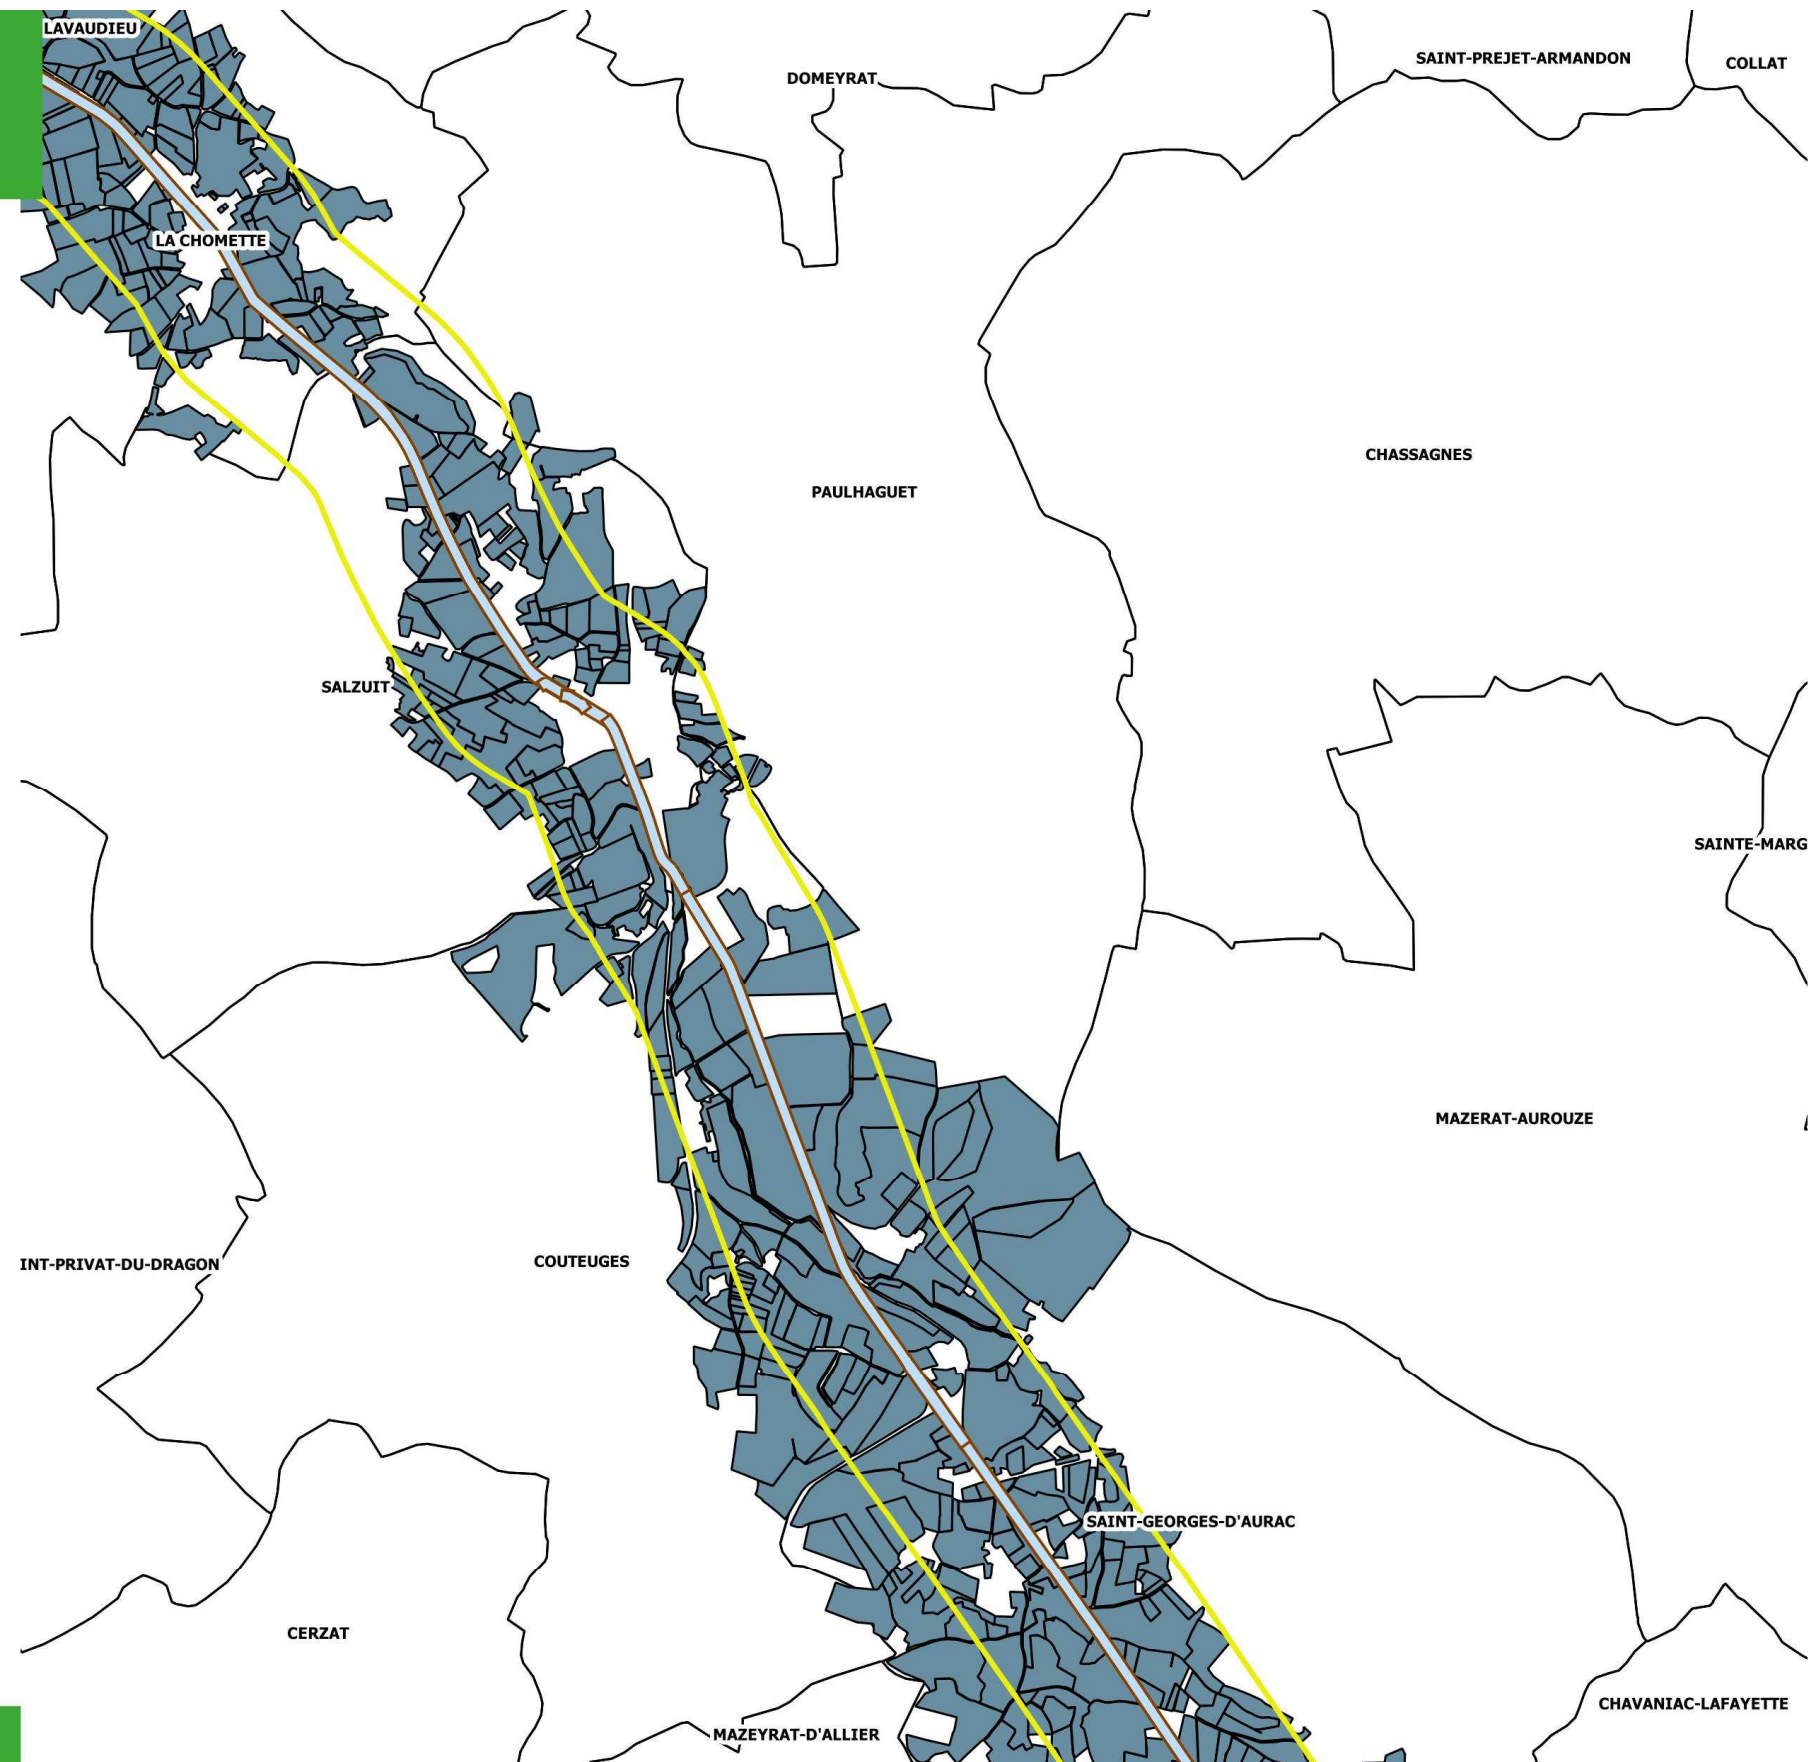 LAVAUDIEU
SAINT-PREJET-ARMANDON
COLLAT
DOMEYRAT
LA CHOMETTE
CHASSAGNES
PAULHAGUET
SALZUIT
SAINTE-MARG
MAZERAT-AUROUZE
COUTEUGES
INT-PRIVAT-DU-DRAGON
SAINT-GEORGES-D'AURAC
CERZAT
CHAVANIAC-LAFAYETTE
MAZEYRAT-D'ALLIER